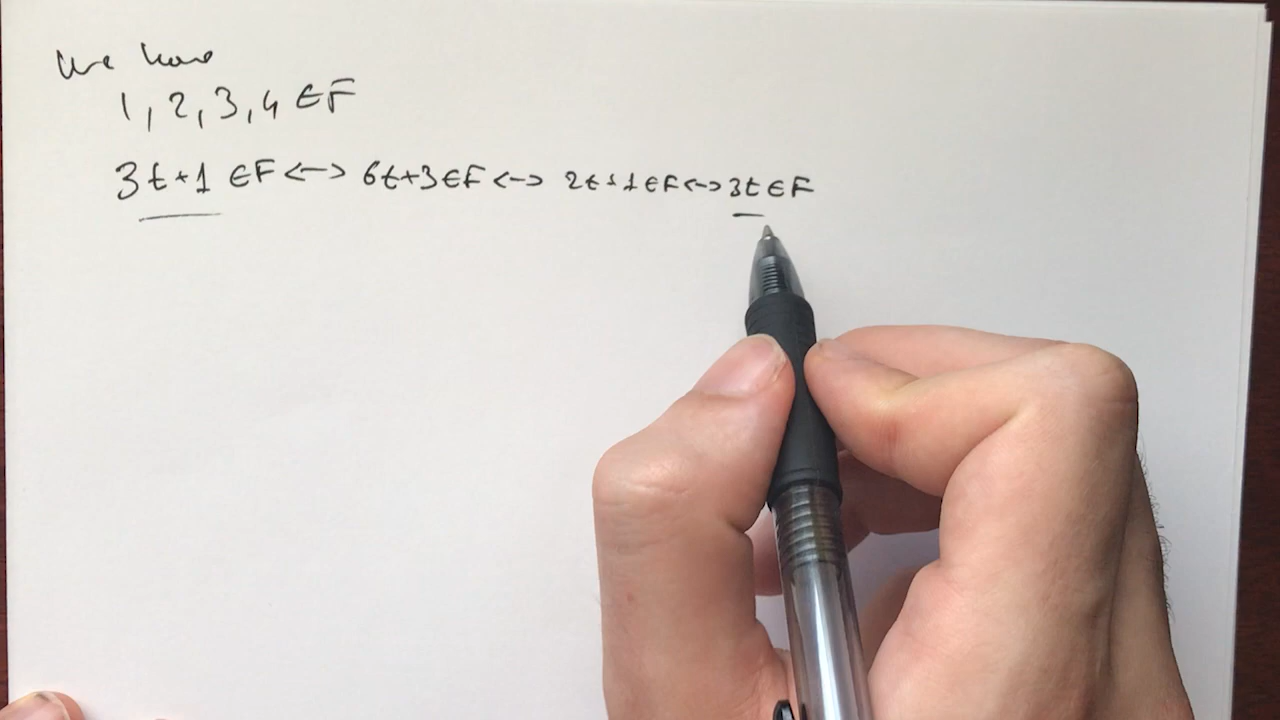 We have
1, 2, 3, 4 ∈ F
3t+1 ∈ F <-> 6t+3 ∈ F <-> 2t+1 ∈ F <-> 3t ∈ F